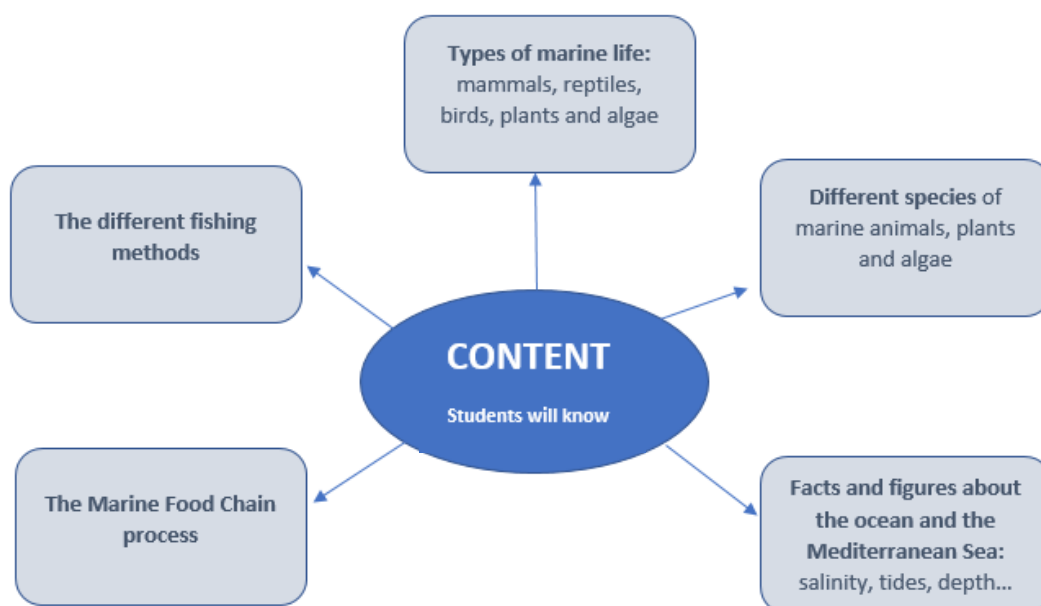 Types of marine life:
mammals, reptiles,
birds, plants and algae
The different fishing
methods
Different species of
marine animals, plants
and algae
CONTENT
Students will know
The Marine Food Chain
process
Facts and figures about
the ocean and the
Mediterranean Sea:
salinity, tides, depth...